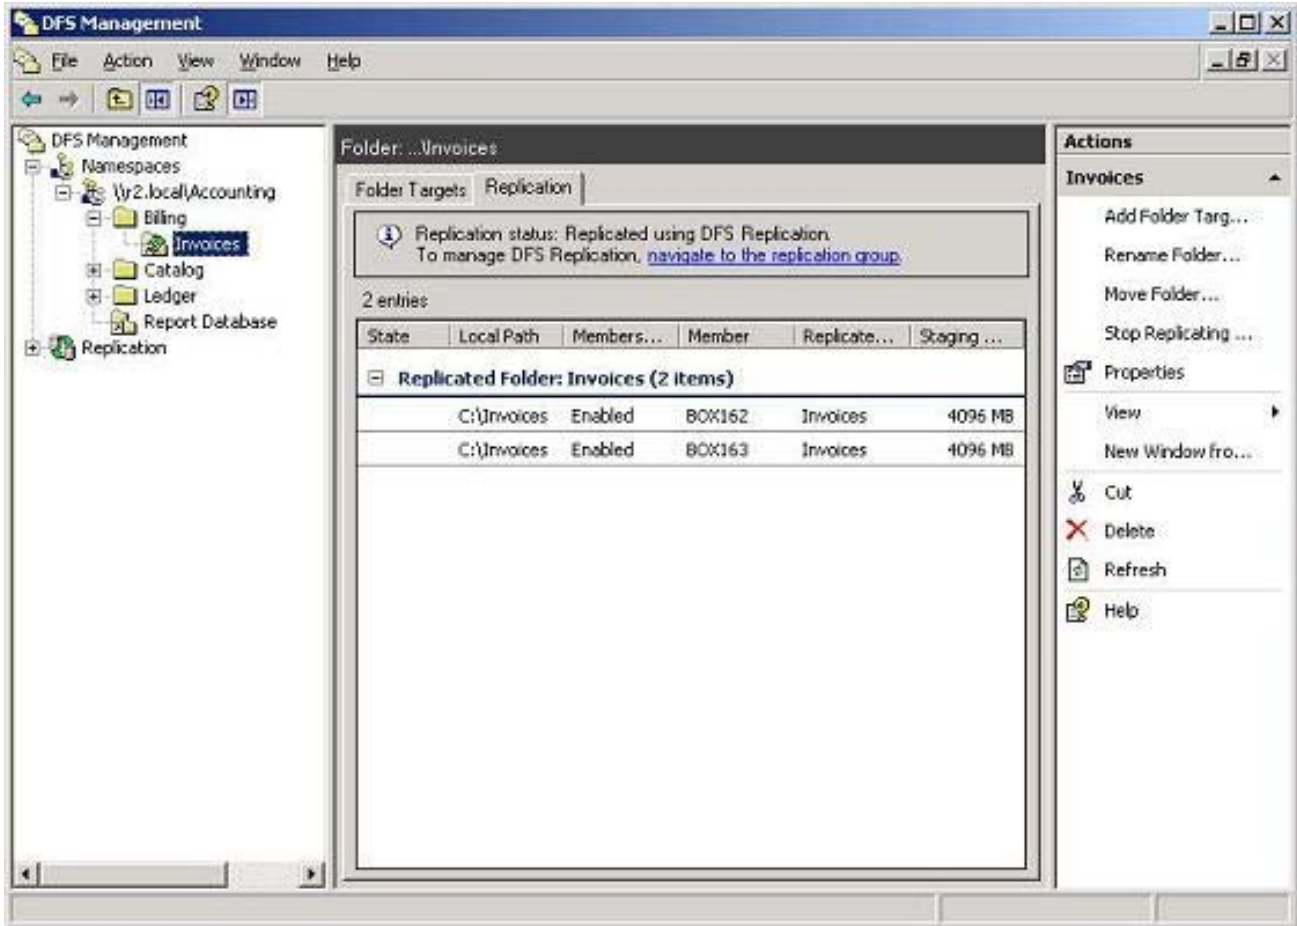 DFS Management
File Action View Window Help
DFS Management
Namespaces
\\r2.local\Accounting
Billing
Invoices
Catalog
Ledger
Report Database
Replication
Folder: ...\Invoices
Folder Targets Replication
Replication status: Replicated using DFS Replication.
To manage DFS Replication, navigate to the replication group.
2 entries
State Local Path Members... Member Replicate... Staging ...
Replicated Folder: Invoices (2 items)
C:\Invoices Enabled BOX162 Invoices 4096 MB
C:\Invoices Enabled BOX163 Invoices 4096 MB
Actions
Invoices
Add Folder Targ...
Rename Folder...
Move Folder...
Stop Replicating ...
Properties
View
New Window fro...
Cut
Delete
Refresh
Help